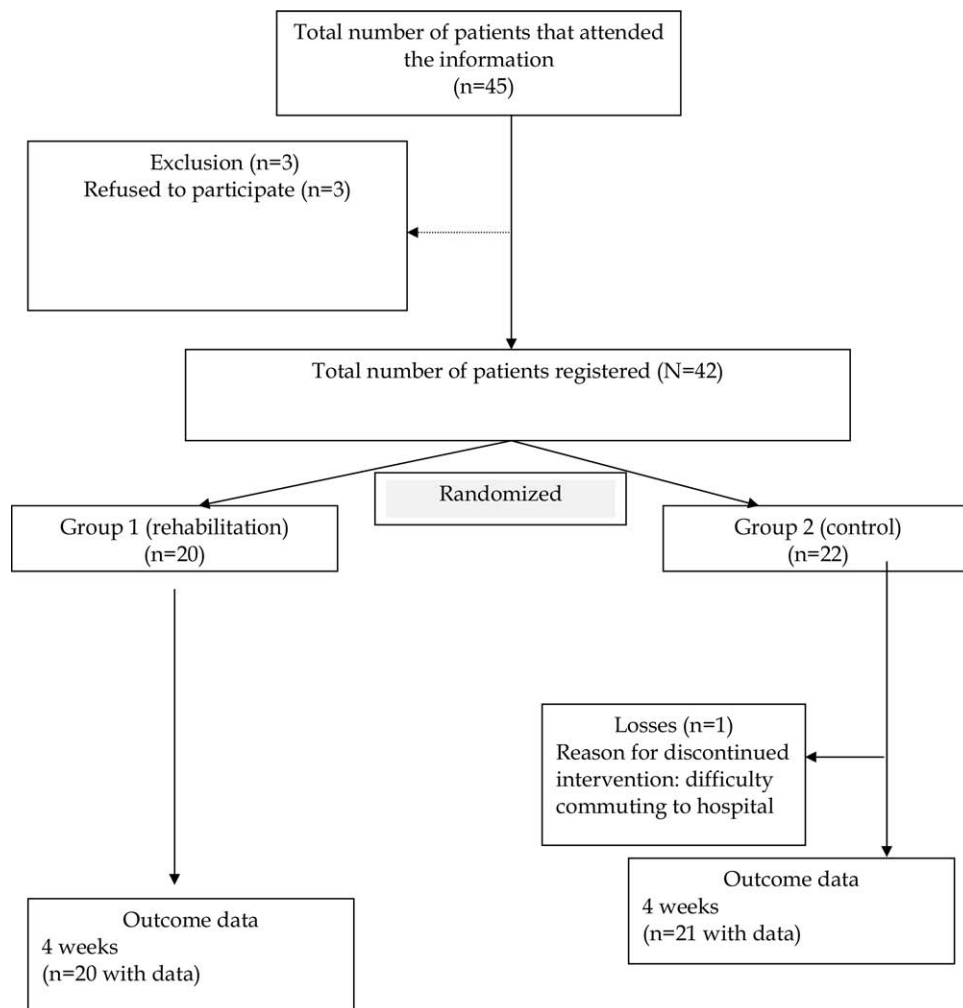 Total number of patients that attended
the information
(n=45)
Exclusion (n=3)
Refused to participate (n=3)
Total number of patients registered (N=42)
Randomized
Group 1 (rehabilitation)
(n=20)
Group 2 (control)
(n=22)
Losses (n=1)
Reason for discontinued
intervention: difficulty
commuting to hospital
Outcome data
4 weeks
(n=21 with data)
Outcome data
4 weeks
(n=20 with data)